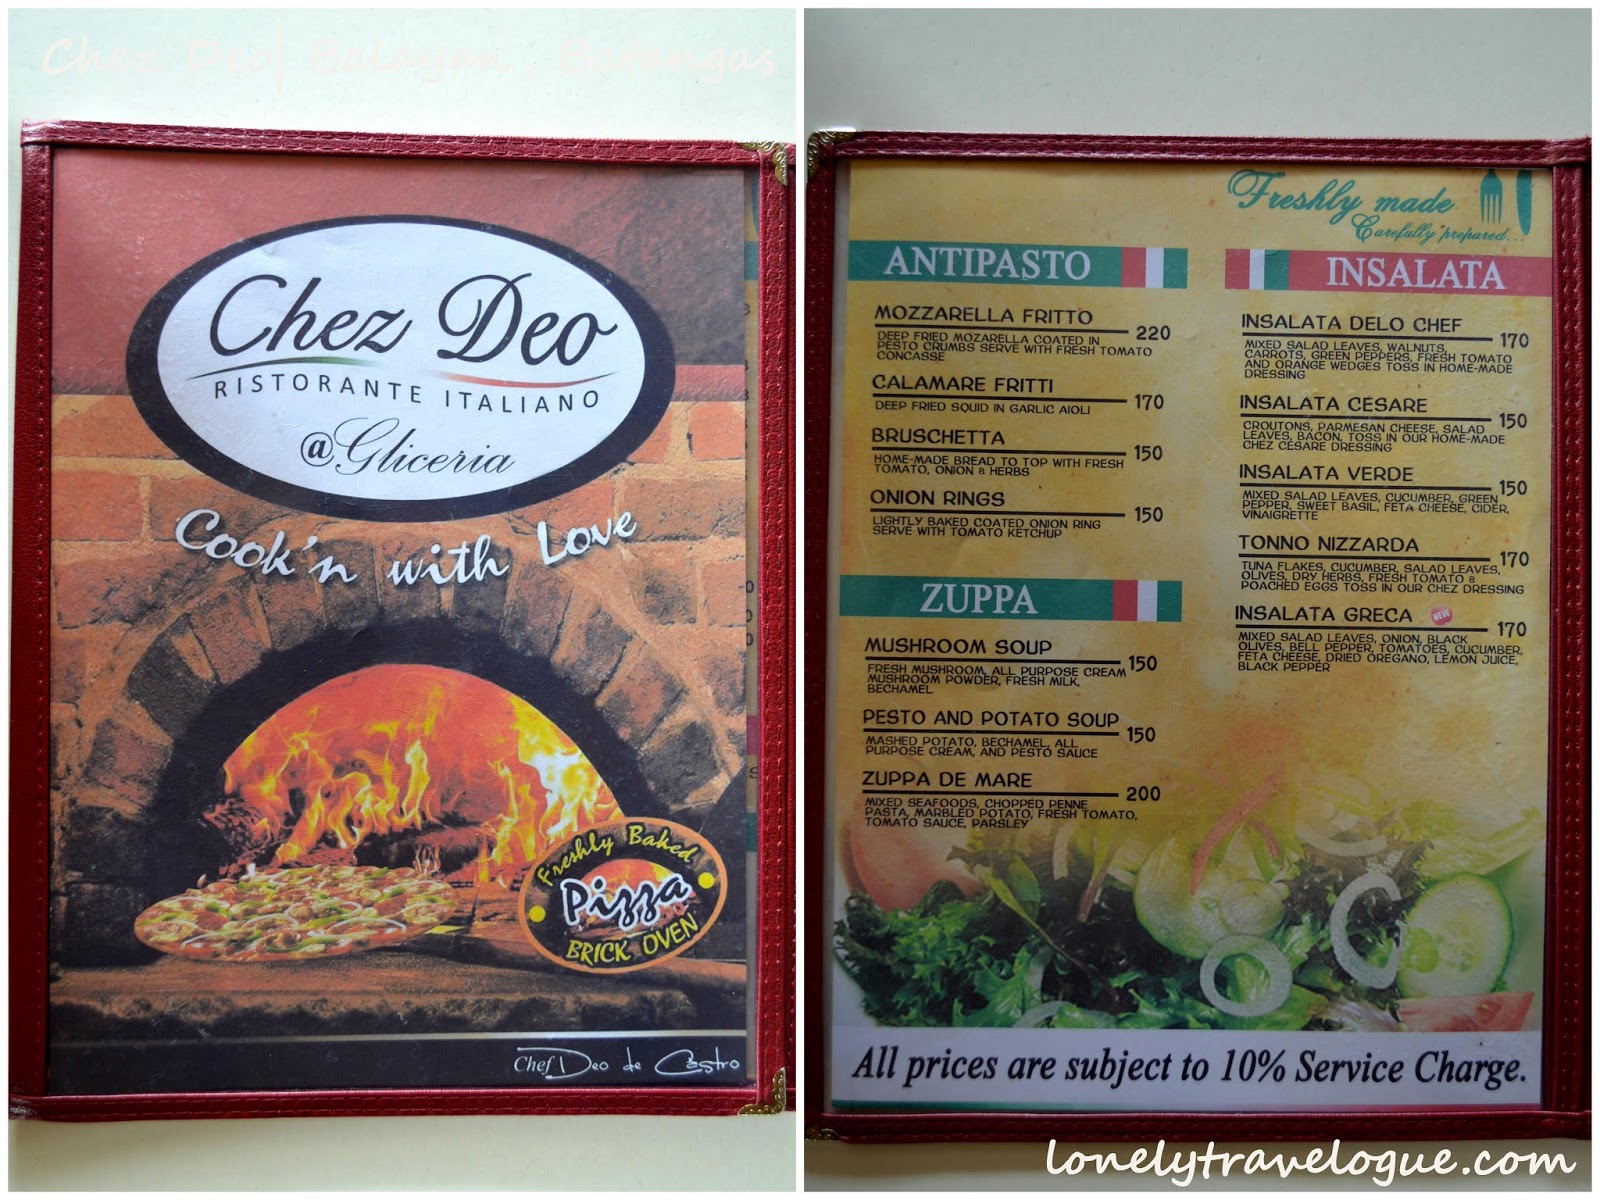 Chez Deo| Balayan , Batangas
Chez Deo
RISTORANTE ITALIANO
@Gliceria
Cook'n with Love
Freshly Baked
Pizza
BRICK OVEN
Chef Deo de Castro
Freshly made
Carefully prepared...
ANTIPASTO
MOZZARELLA FRITTO 220
DEEP FRIED MOZARELLA COATED IN
PESTO CRUMBS SERVE WITH FRESH TOMATO
CONCASSE
CALAMARE FRITTI 170
DEEP FRIED SQUID IN GARLIC AIOLI
BRUSCHETTA 150
HOME-MADE BREAD TO TOP WITH FRESH
TOMATO, ONION & HERBS
ONION RINGS 150
LIGHTLY BAKED COATED ONION RING
SERVE WITH TOMATO KETCHUP
ZUPPA
MUSHROOM SOUP 150
FRESH MUSHROOM, ALL PURPOSE CREAM
MUSHROOM POWDER, FRESH MILK,
BECHAMEL
PESTO AND POTATO SOUP 150
MASHED POTATO, BECHAMEL, ALL
PURPOSE CREAM, AND PESTO SAUCE
ZUPPA DE MARE 200
MIXED SEAFOODS, CHOPPED PENNE
PASTA, MARBLED POTATO, FRESH TOMATO,
TOMATO SAUCE, PARSLEY
INSALATA
INSALATA DELO CHEF 170
MIXED SALAD LEAVES, WALNUTS,
CARROTS, GREEN PEPPERS, FRESH TOMATO
AND ORANGE WEDGES TOSS IN HOME-MADE
DRESSING
INSALATA CESARE 150
CROUTONS, PARMESAN CHEESE, SALAD
LEAVES, BACON, TOSS IN OUR HOME-MADE
CHEZ CESARE DRESSING
INSALATA VERDE 150
MIXED SALAD LEAVES, CUCUMBER, GREEN
PEPPER, SWEET BASIL, FETA CHEESE, CIDER,
VINAIGRETTE
TONNO NIZZARDA 170
TUNA FLAKES, CUCUMBER, SALAD LEAVES,
OLIVES, DRY HERBS, FRESH TOMATO &
POACHED EGGS TOSS IN OUR CHEZ DRESSING
INSALATA GRECA NEW 170
MIXED SALAD LEAVES, ONION, BLACK
OLIVES, BELL PEPPER, TOMATOES, CUCUMBER,
FETA CHEESE, DRIED OREGANO, LEMON JUICE,
BLACK PEPPER
All prices are subject to 10% Service Charge.
lonelytravelogue.com